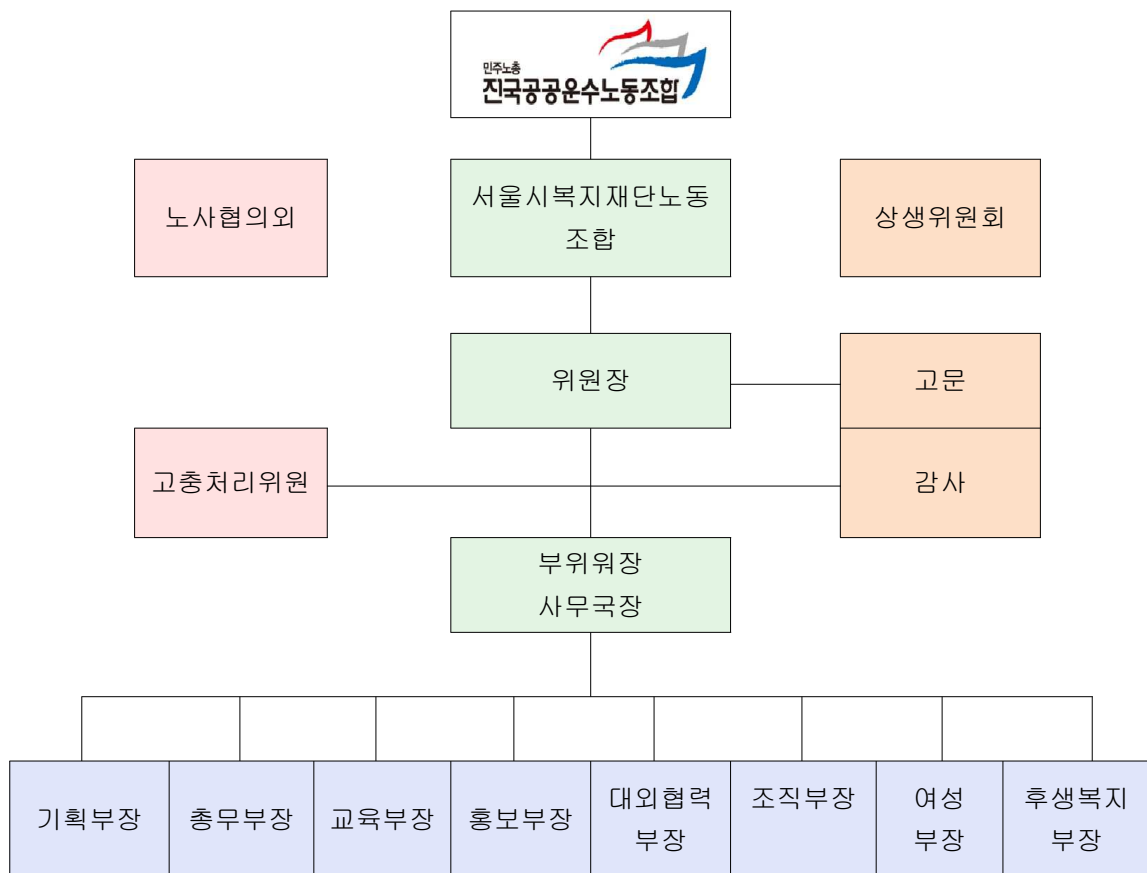 민주노총
전국공공운수노동조합
노사협의외
서울시복지재단노동
조합
상생위원회
위원장
고문
고충처리위원
감사
부위워장
사무국장
기획부장
총무부장
교육부장
홍보부장
대외협력
부장
조직부장
여성
부장
후생복지
부장